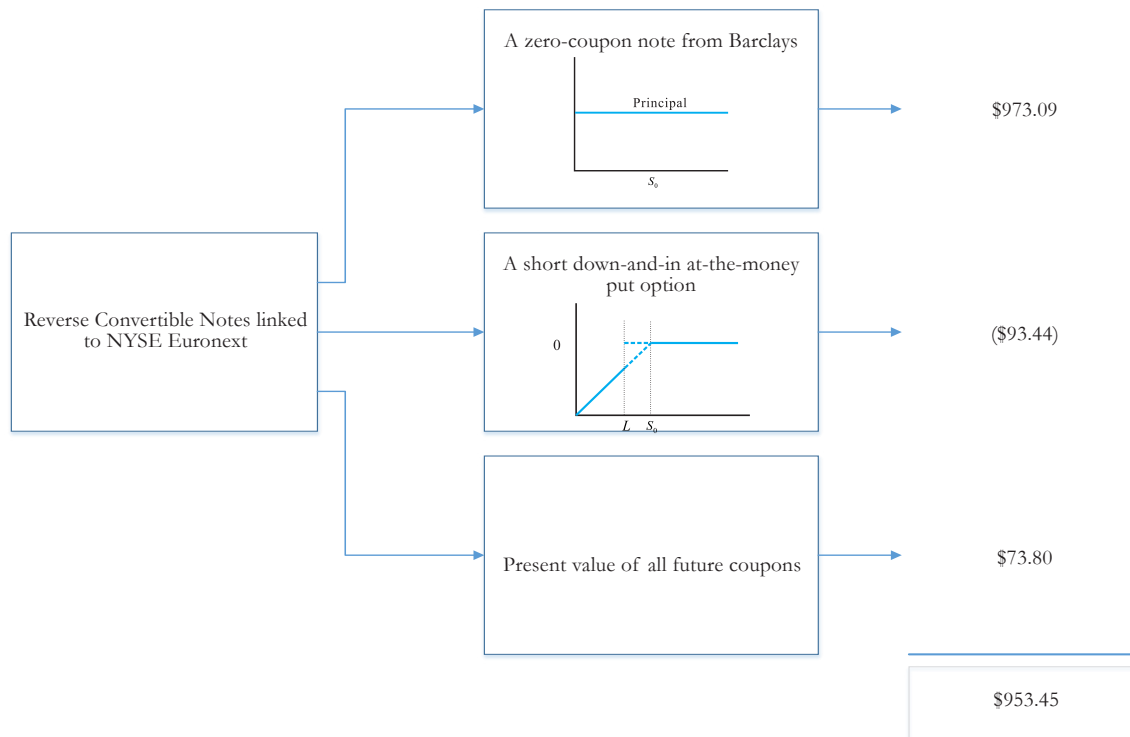 A zero-coupon note from Barclays
Principal
S₀
$973.09
Reverse Convertible Notes linked
to NYSE Euronext
A short down-and-in at-the-money
put option
0
L S₀
($93.44)
Present value of all future coupons
$73.80
$953.45